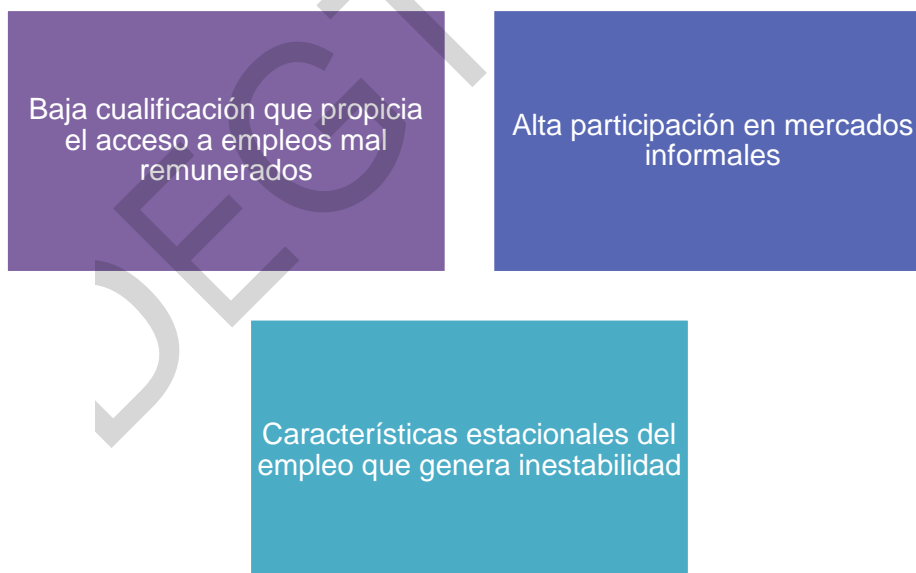 Baja cualificación que propicia
el acceso a empleos mal
remunerados
Alta participación en mercados
informales
Características estacionales del
empleo que genera inestabilidad
DEGT